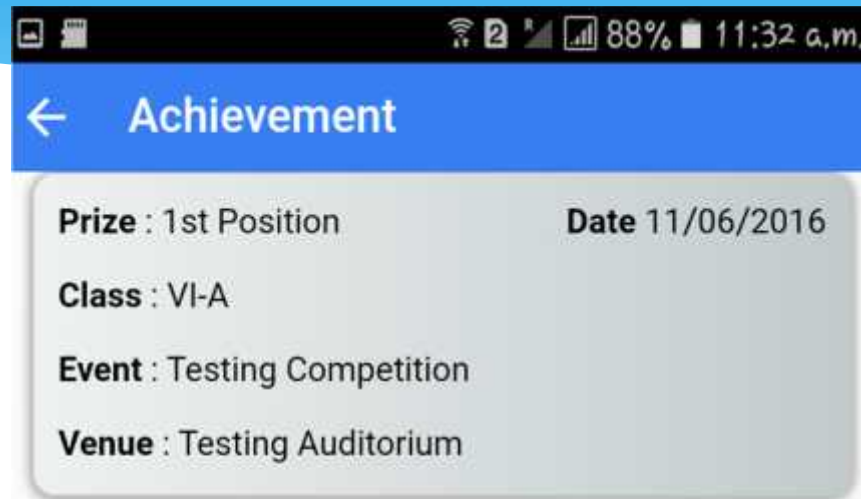 2 R 88% 11:32 a.m.
Achievement
Prize : 1st Position Date 11/06/2016
Class : VI-A
Event : Testing Competition
Venue : Testing Auditorium